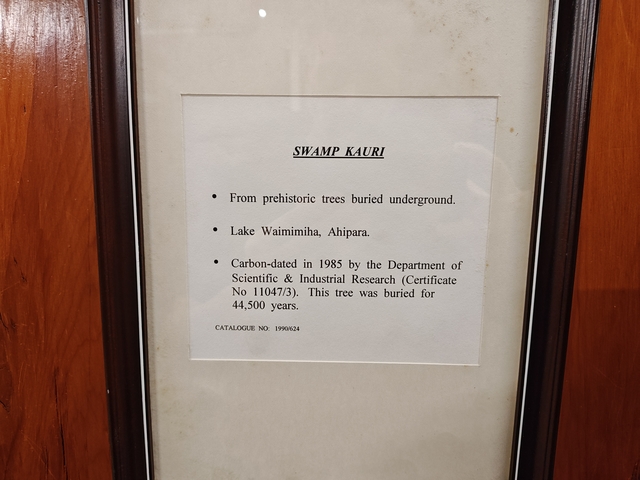 SWAMP KAURI
• From prehistoric trees buried underground.
• Lake Waimimiha, Ahipara.
• Carbon-dated in 1985 by the Department of
Scientific & Industrial Research (Certificate
No 11047/3). This tree was buried for
44,500 years.
CATALOGUE NO: 1990/624